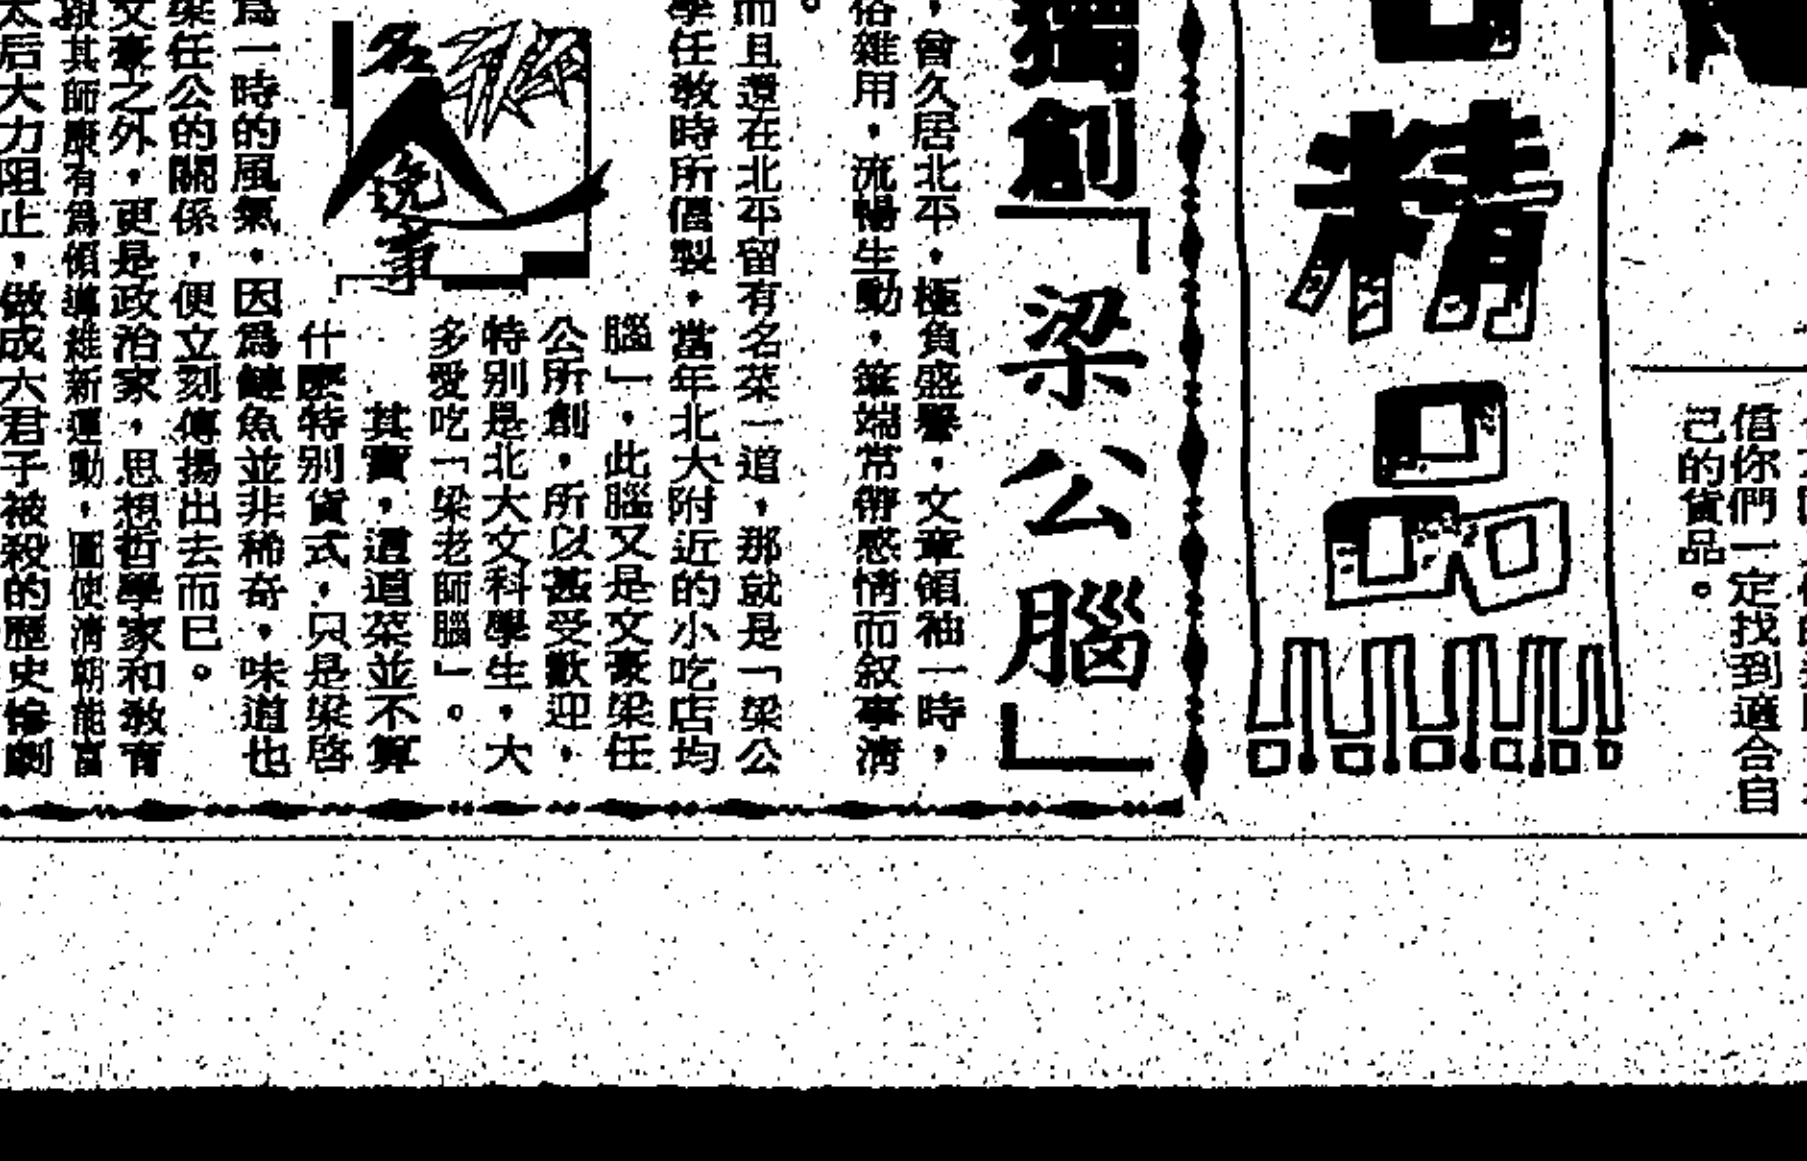 己的貨品。
你們一定找到適合自
精品
獨創「梁公腦」
，曾久居北平，極負盛譽，文章領袖一時，
俗雜用，流暢生動，筆端常帶感情而叙事清
。
而且還在北平留有名菜一道，那就是「梁公
學任教時所僱製，當年北大附近的小吃店均
腦」，此腦又是文豪梁任
公所創，所以甚受歡迎，
特別是北大文科學生，大
多愛吃「梁老師腦」。
其實，這道菜並不算
什麼特別貨式，只是梁啓
名人
事
爲一時的風氣，因爲鰱魚並非稀奇，味道也
梁任公的關係，便立刻傳揚出去而已。
文豪之外，更是政治家，思想哲學家和教育
跟其師康有爲倡導維新運動，圖使清朝能富
太后大力阻止，做成六君子被殺的歷史慘劇